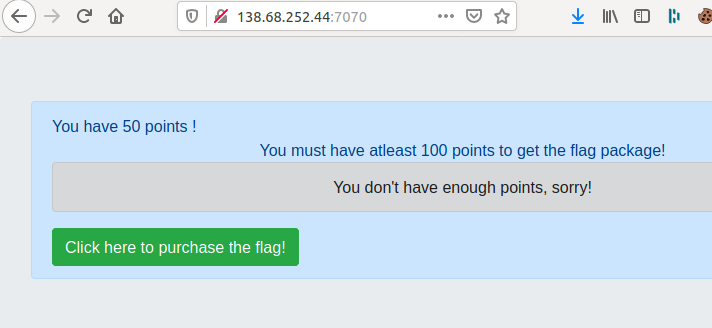 138.68.252.44:7070
You have 50 points !
You must have atleast 100 points to get the flag package!
You don't have enough points, sorry!
Click here to purchase the flag!